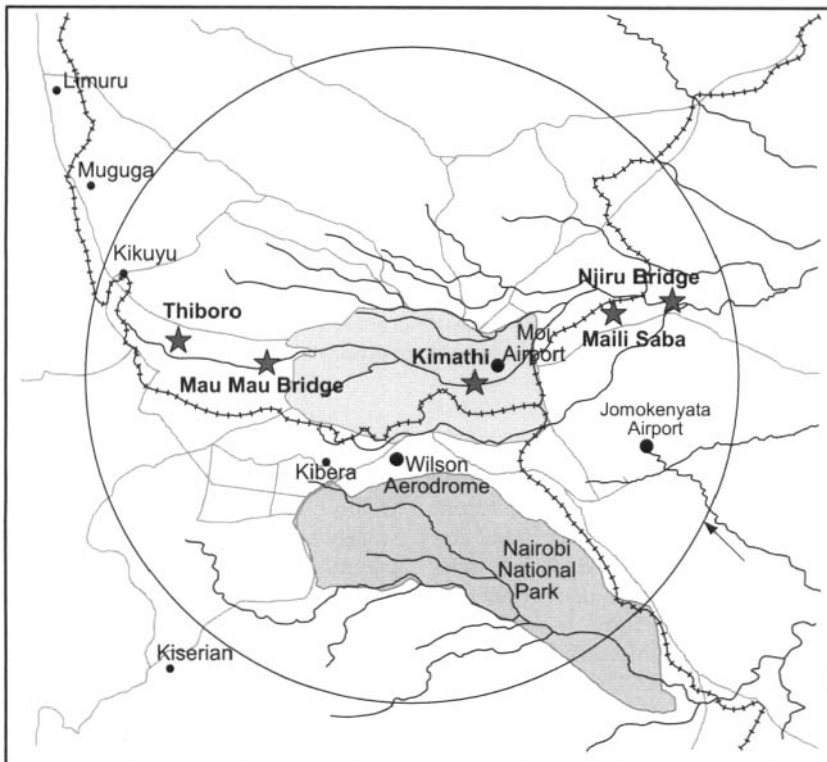 Limuru
Muguga
Kikuyu
Njiru Bridge
Thiboro
Maili Saba
Moi
Airport
Kimathi
Mau Mau Bridge
Jomokenyata
Airport
Kibera
Wilson
Aerodrome
Nairobi
National
Park
Kiserian